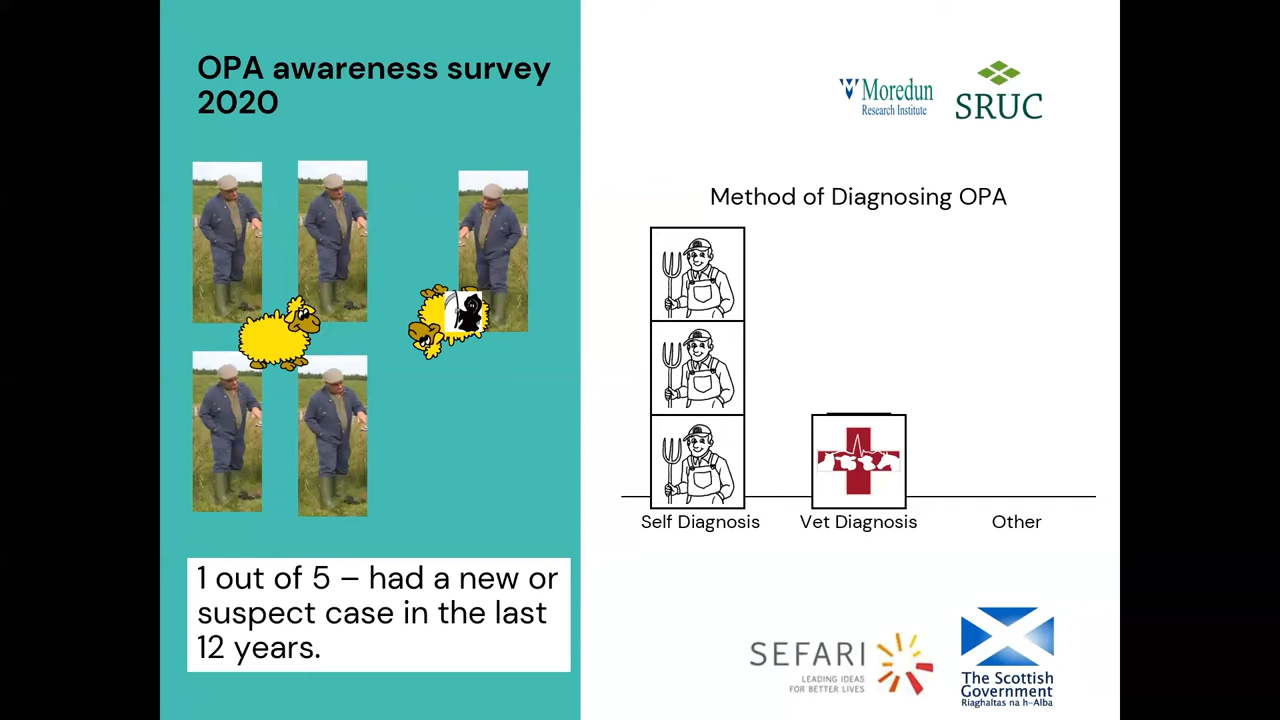 OPA awareness survey
2020
1 out of 5 – had a new or
suspect case in the last
12 years.
Moredun
Research Institute
SRUC
Method of Diagnosing OPA
Self Diagnosis
Vet Diagnosis
Other
SEFARI
LEADING IDEAS
FOR BETTER LIVES
The Scottish
Government
Riaghaltas na h-Alba